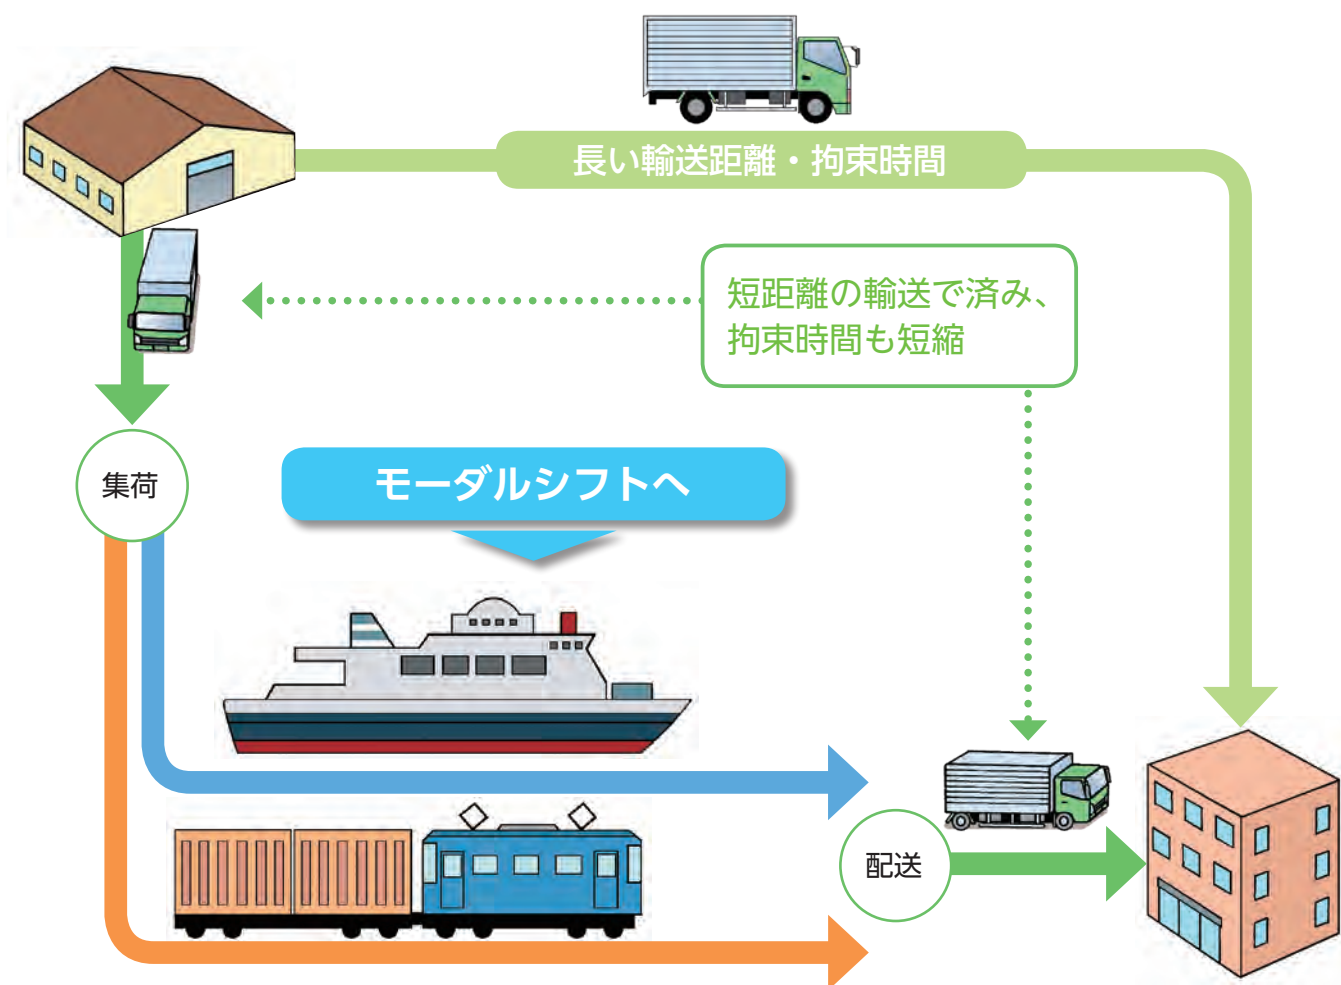 長い輸送距離・拘束時間
短距離の輸送で済み、
拘束時間も短縮
集荷
モーダルシフトへ
配送